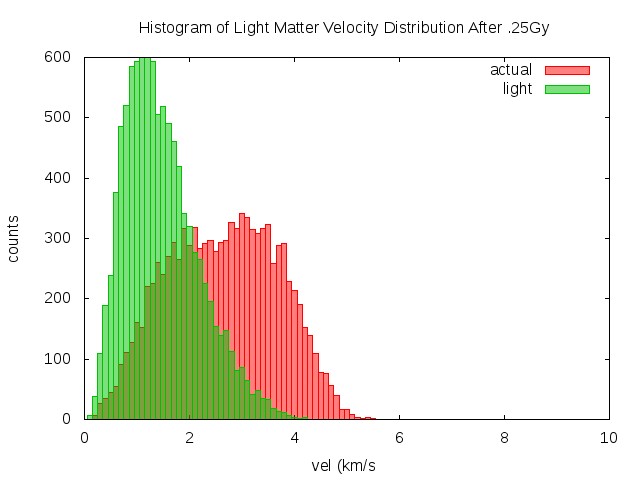 Histogram of Light Matter Velocity Distribution After .25Gy
600
500
400
300
200
100
0
0 2 4 6 8 10
counts
vel (km/s
actual
light